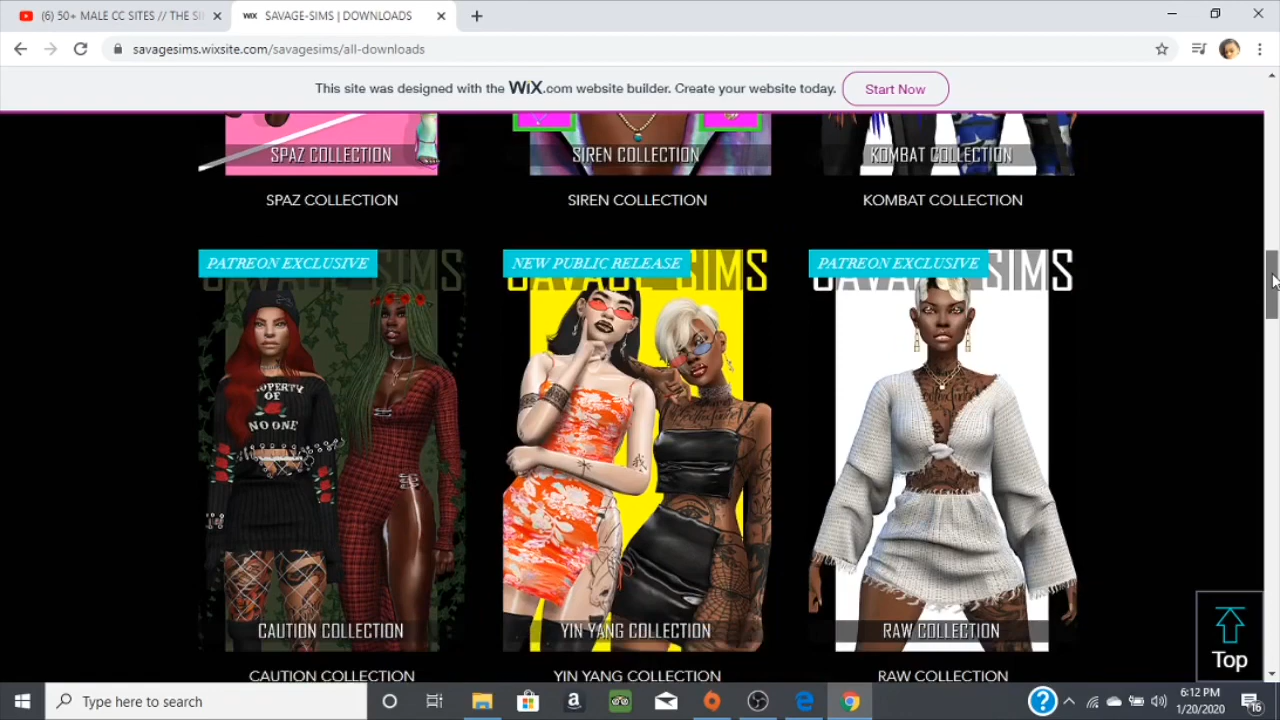 (6) 50+ MALE CC SITES // THE SI
WIX SAVAGE-SIMS | DOWNLOADS
savagesims.wixsite.com/savagesims/all-downloads
This site was designed with the WiX.com website builder. Create your website today.
Start Now
SPAZ COLLECTION
SIREN COLLECTION
KOMBAT COLLECTION
SPAZ COLLECTION
SIREN COLLECTION
KOMBAT COLLECTION
PATREON EXCLUSIVE
NEW PUBLIC RELEASE
PATREON EXCLUSIVE
PROPERTY
OF
NO ONE
CAUTION COLLECTION
YIN YANG COLLECTION
RAW COLLECTION
CAUTION COLLECTION
YIN YANG COLLECTION
RAW COLLECTION
Top
Type here to search
6:12 PM
1/20/2020
16